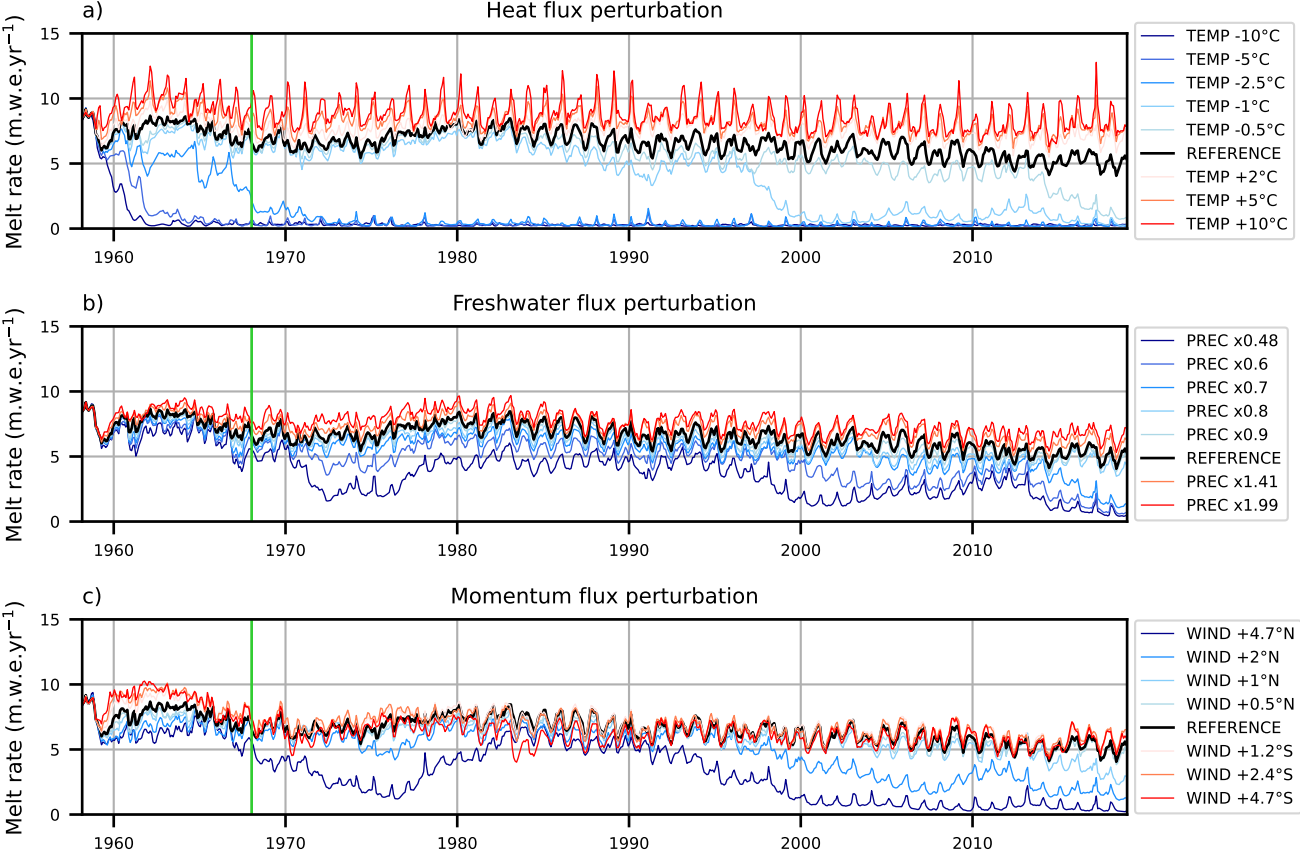 a)
Heat flux perturbation
Melt rate (m.w.e.yr⁻¹)
15
10
5
0
1960 1970 1980 1990 2000 2010
TEMP -10°C
TEMP -5°C
TEMP -2.5°C
TEMP -1°C
TEMP -0.5°C
REFERENCE
TEMP +2°C
TEMP +5°C
TEMP +10°C
b)
Freshwater flux perturbation
Melt rate (m.w.e.yr⁻¹)
15
10
5
0
1960 1970 1980 1990 2000 2010
PREC x0.48
PREC x0.6
PREC x0.7
PREC x0.8
PREC x0.9
REFERENCE
PREC x1.41
PREC x1.99
c)
Momentum flux perturbation
Melt rate (m.w.e.yr⁻¹)
15
10
5
0
1960 1970 1980 1990 2000 2010
WIND +4.7°N
WIND +2°N
WIND +1°N
WIND +0.5°N
REFERENCE
WIND +1.2°S
WIND +2.4°S
WIND +4.7°S